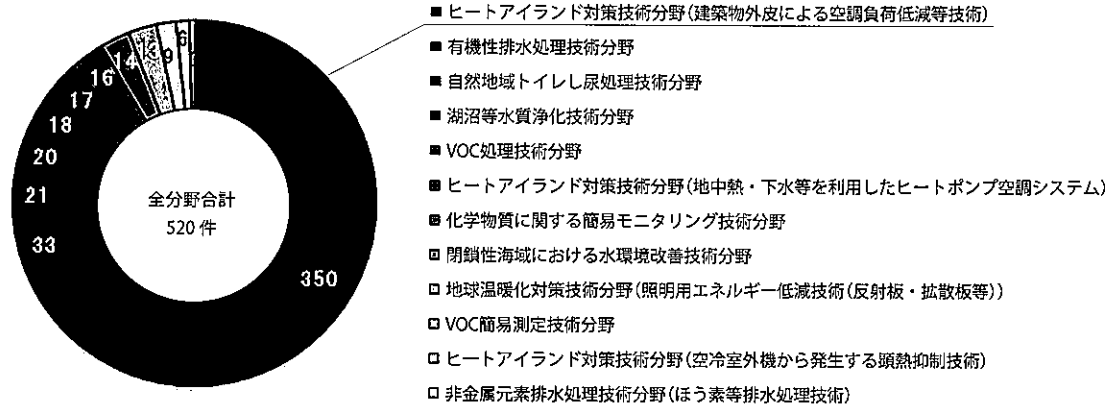 ヒートアイランド対策技術分野(建築物外皮による空調負荷低減等技術)
有機性排水処理技術分野
自然地域トイレし尿処理技術分野
湖沼等水質浄化技術分野
VOC処理技術分野
ヒートアイランド対策技術分野(地中熱・下水等を利用したヒートポンプ空調システム)
化学物質に関する簡易モニタリング技術分野
閉鎖性海域における水環境改善技術分野
地球温暖化対策技術分野(照明用エネルギー低減技術(反射板・拡散板等))
VOC簡易測定技術分野
ヒートアイランド対策技術分野(空冷室外機から発生する顕熱抑制技術)
非金属元素排水処理技術分野(ほう素等排水処理技術)
全分野合計
520 件
350
33
21
20
18
17
16
14
9
6